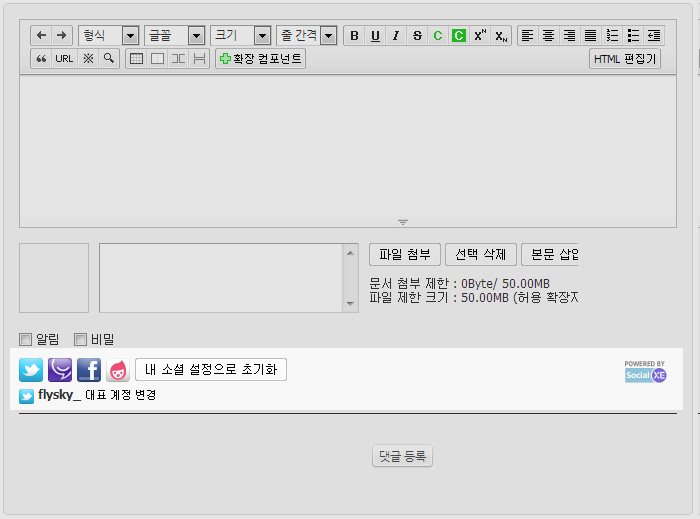 형식 글꼴 크기 줄 간격 B U I S C C XN XN
URL ※ 확장 컴포넌트 HTML 편집기
파일 첨부 선택 삭제 본문 삽입
문서 첨부 제한 : 0Byte/ 50.00MB
파일 제한 크기 : 50.00MB (허용 확장자
알림 비밀
내 소셜 설정으로 초기화 POWERED BY
Social XE
flysky_ 대표 계정 변경
댓글 등록